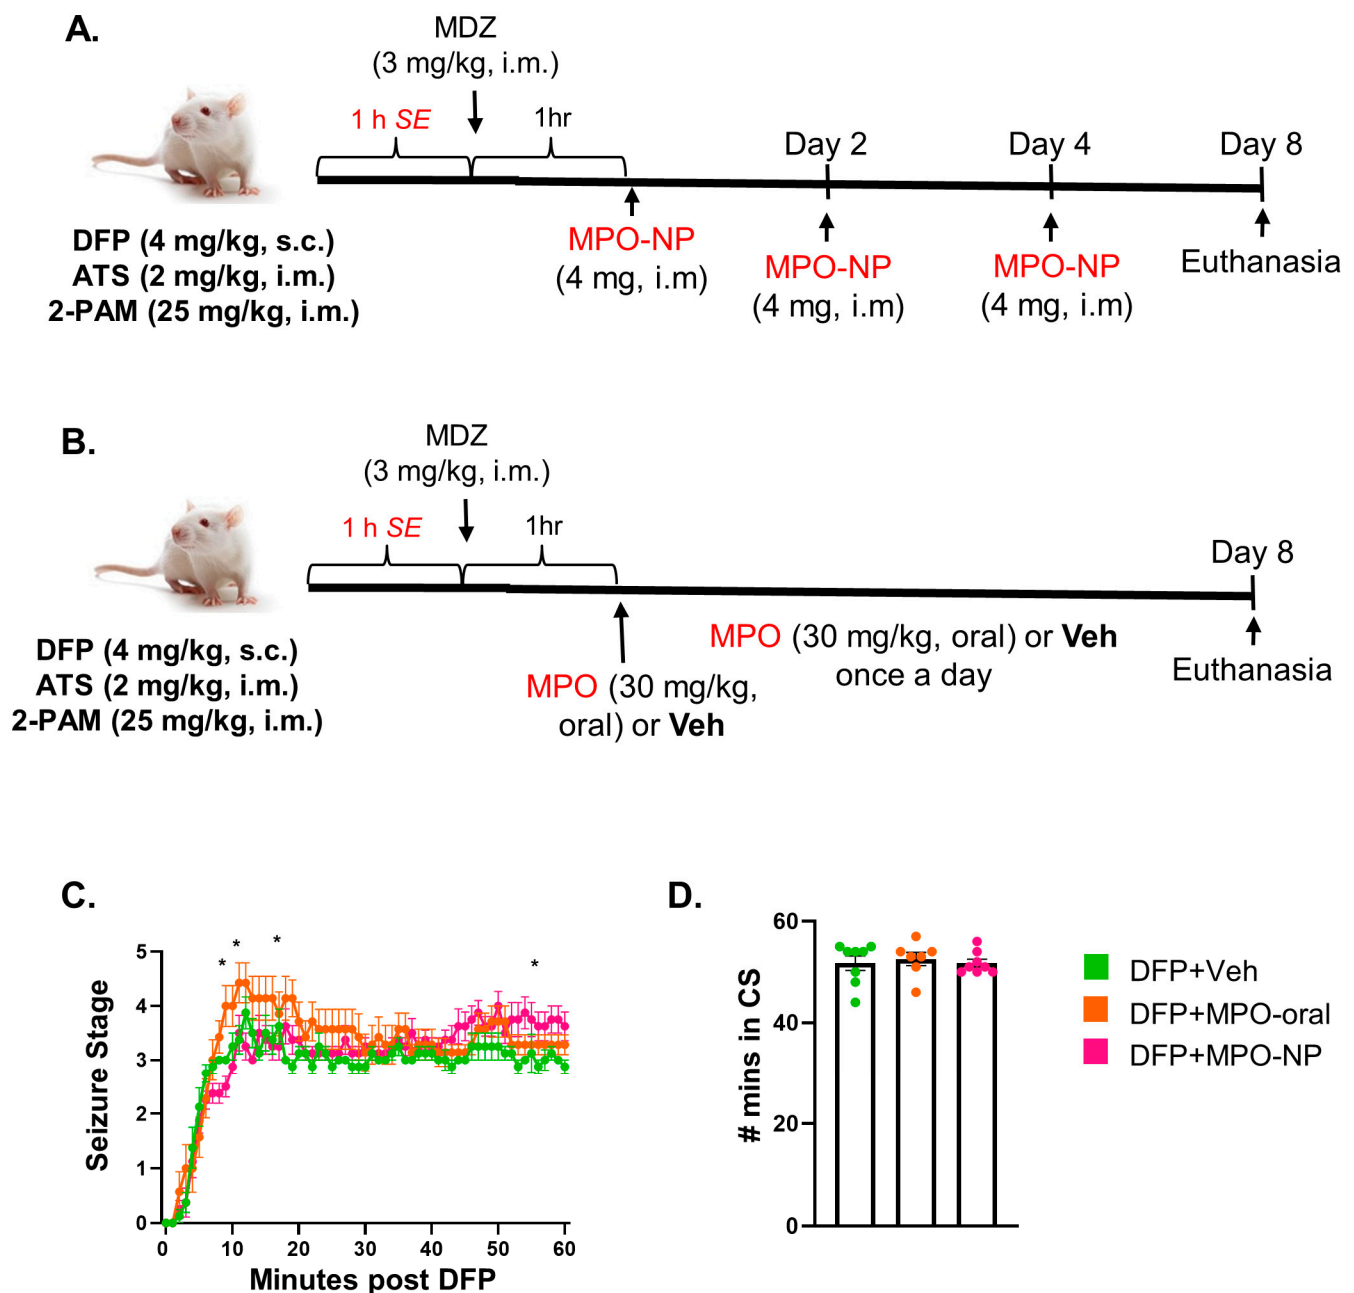 A.
MDZ
(3 mg/kg, i.m.)
1 h SE
1hr
Day 2
Day 4
Day 8
DFP (4 mg/kg, s.c.)
ATS (2 mg/kg, i.m.)
2-PAM (25 mg/kg, i.m.)
MPO-NP
(4 mg, i.m)
MPO-NP
(4 mg, i.m)
MPO-NP
(4 mg, i.m)
Euthanasia
B.
MDZ
(3 mg/kg, i.m.)
1 h SE
1hr
Day 8
DFP (4 mg/kg, s.c.)
ATS (2 mg/kg, i.m.)
2-PAM (25 mg/kg, i.m.)
MPO (30 mg/kg,
oral) or Veh
MPO (30 mg/kg, oral) or Veh
once a day
Euthanasia
C.
Seizure Stage
5
4
3
2
1
0
* * * *
0 10 20 30 40 50 60
Minutes post DFP
D.
# mins in CS
60
40
20
0
DFP+Veh
DFP+MPO-oral
DFP+MPO-NP